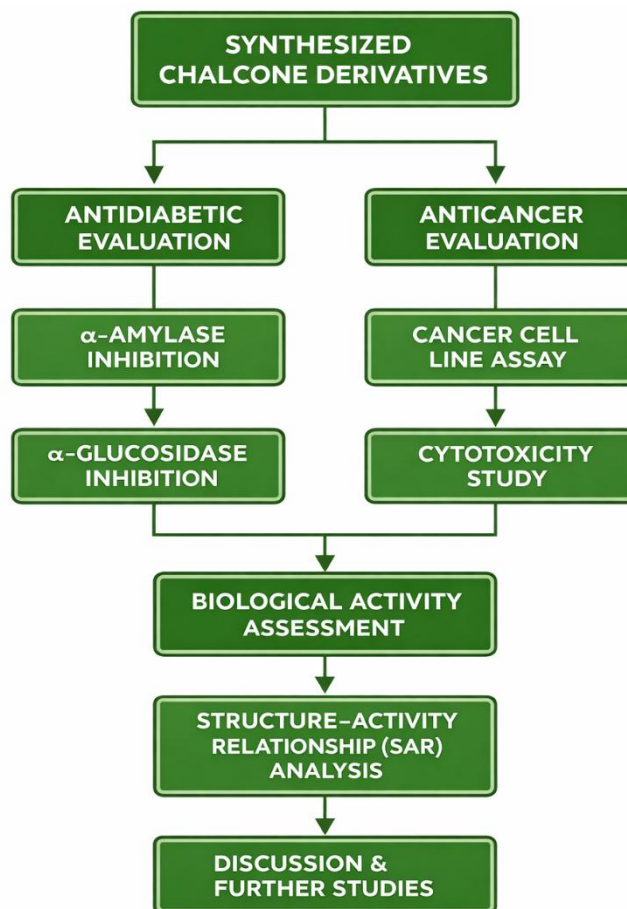 SYNTHESIZED
CHALCONE DERIVATIVES
ANTIDIABETIC
EVALUATION
ANTICANCER
EVALUATION
α-AMYLASE
INHIBITION
CANCER CELL
LINE ASSAY
α-GLUCOSIDASE
INHIBITION
CYTOTOXICITY
STUDY
BIOLOGICAL ACTIVITY
ASSESSMENT
STRUCTURE–ACTIVITY
RELATIONSHIP (SAR)
ANALYSIS
DISCUSSION &
FURTHER STUDIES